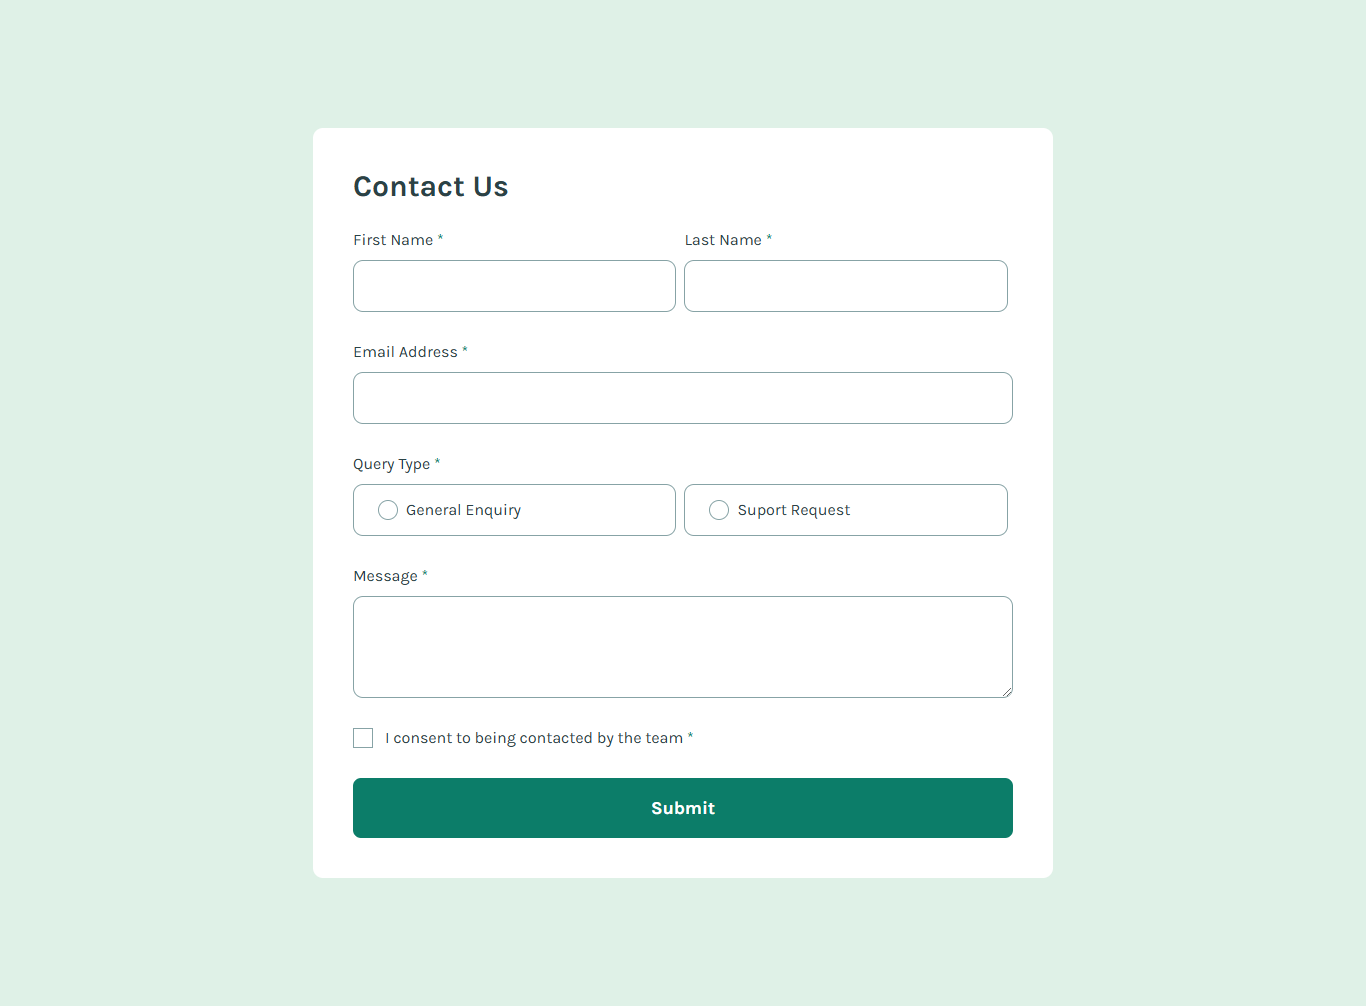 Contact Us
First Name * Last Name *
Email Address *
Query Type *
General Enquiry Suport Request
Message *
I consent to being contacted by the team *
Submit